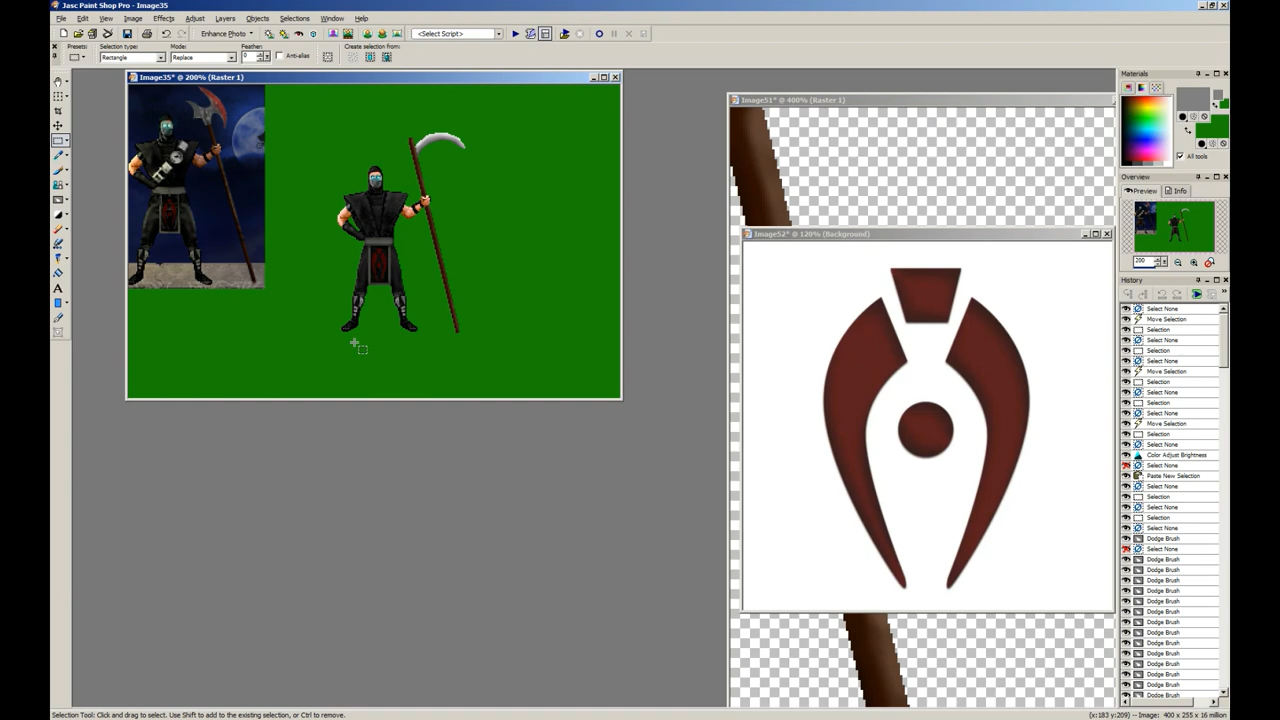 Jasc Paint Shop Pro - Image35
File Edit View Image Effects Adjust Layers Objects Selections Window Help
Enhance Photo <Select Script>
Presets: Selection type: Mode: Feather: Create selection from:
Rectangle Replace 0 Anti-alias
Image35* @ 200% (Raster 1)
Image51* @ 400% (Raster 1)
Image52* @ 120% (Background)
Materials
All tools
Overview
Preview Info
200
History
Select None
Move Selection
Selection
Select None
Selection
Select None
Move Selection
Selection
Select None
Selection
Select None
Move Selection
Selection
Select None
Color Adjust Brightness
Select None
Paste New Selection
Select None
Selection
Select None
Selection
Select None
Dodge Brush
Select None
Dodge Brush
Dodge Brush
Dodge Brush
Dodge Brush
Dodge Brush
Dodge Brush
Dodge Brush
Dodge Brush
Dodge Brush
Dodge Brush
Dodge Brush
Dodge Brush
Dodge Brush
Dodge Brush
Selection Tool: Click and drag to select. Use Shift to add to the existing selection, or Ctrl to remove.
(x:183 y:209) -- Image: 400 x 255 x 16 million